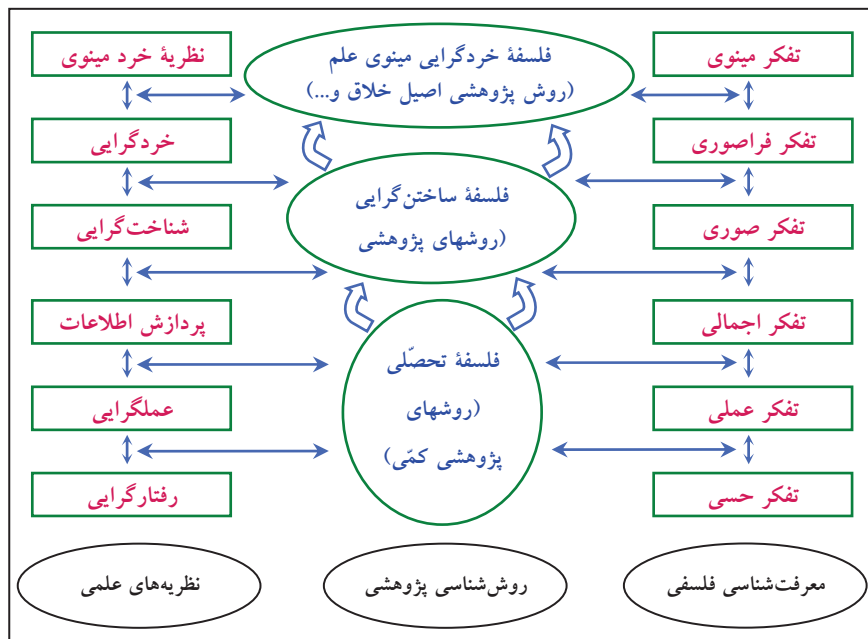 تفکر مینوی
تفکر فراصوری
تفکر صوری
تفکر اجمالی
تفکر عملی
تفکر حسی
معرفت‌شناسی فلسفی
فلسفهٔ خردگرایی مینوی علم
(روش پژوهشی اصیل خلاق و...)
فلسفهٔ ساختن‌گرایی
(روشهای پژوهشی
فلسفهٔ تحصّلی
(روشهای
پژوهشی کمّی)
روش‌شناسی پژوهشی
نظریهٔ خرد مینوی
خردگرایی
شناخت‌گرایی
پردازش اطلاعات
عملگرایی
رفتارگرایی
نظریه‌های علمی